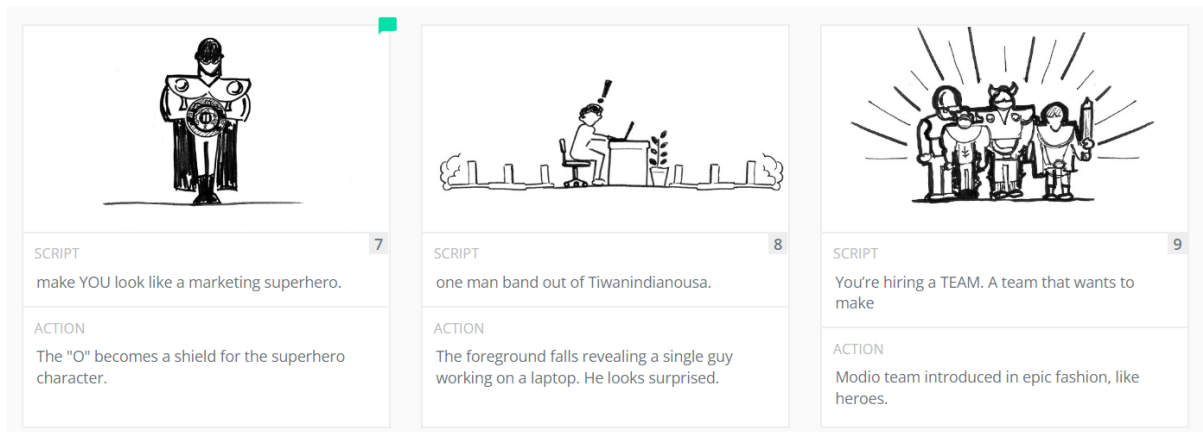 7
SCRIPT
make YOU look like a marketing superhero.
ACTION
The "O" becomes a shield for the superhero
character.
8
SCRIPT
one man band out of Tiwanindianousa.
ACTION
The foreground falls revealing a single guy
working on a laptop. He looks surprised.
9
SCRIPT
You’re hiring a TEAM. A team that wants to
make
ACTION
Modio team introduced in epic fashion, like
heroes.